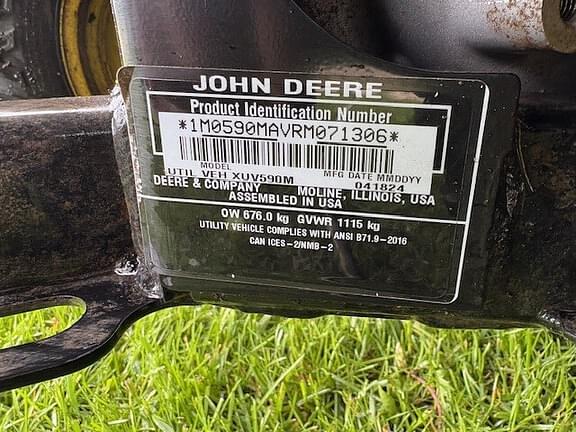 JOHN DEERE
Product Identification Number
*1M0590MAVRM071306*
MODEL MFG DATE MMDDYY
UTIL VEH XUV590M 041824
DEERE & COMPANY MOLINE, ILLINOIS, USA
ASSEMBLED IN USA
OW 676.0 kg GVWR 1115 kg
UTILITY VEHICLE COMPLIES WITH ANSI B71.9-2016
CAN ICES-2/NMB-2